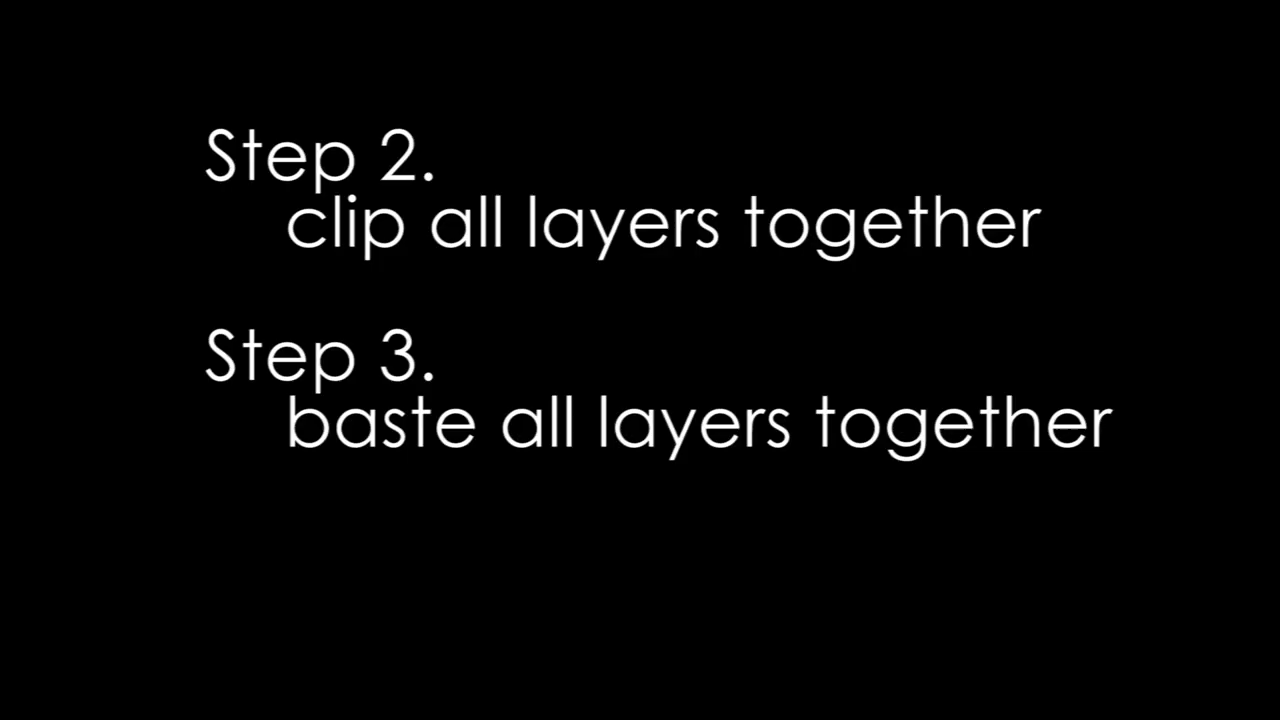 Step 2.
clip all layers together
Step 3.
baste all layers together